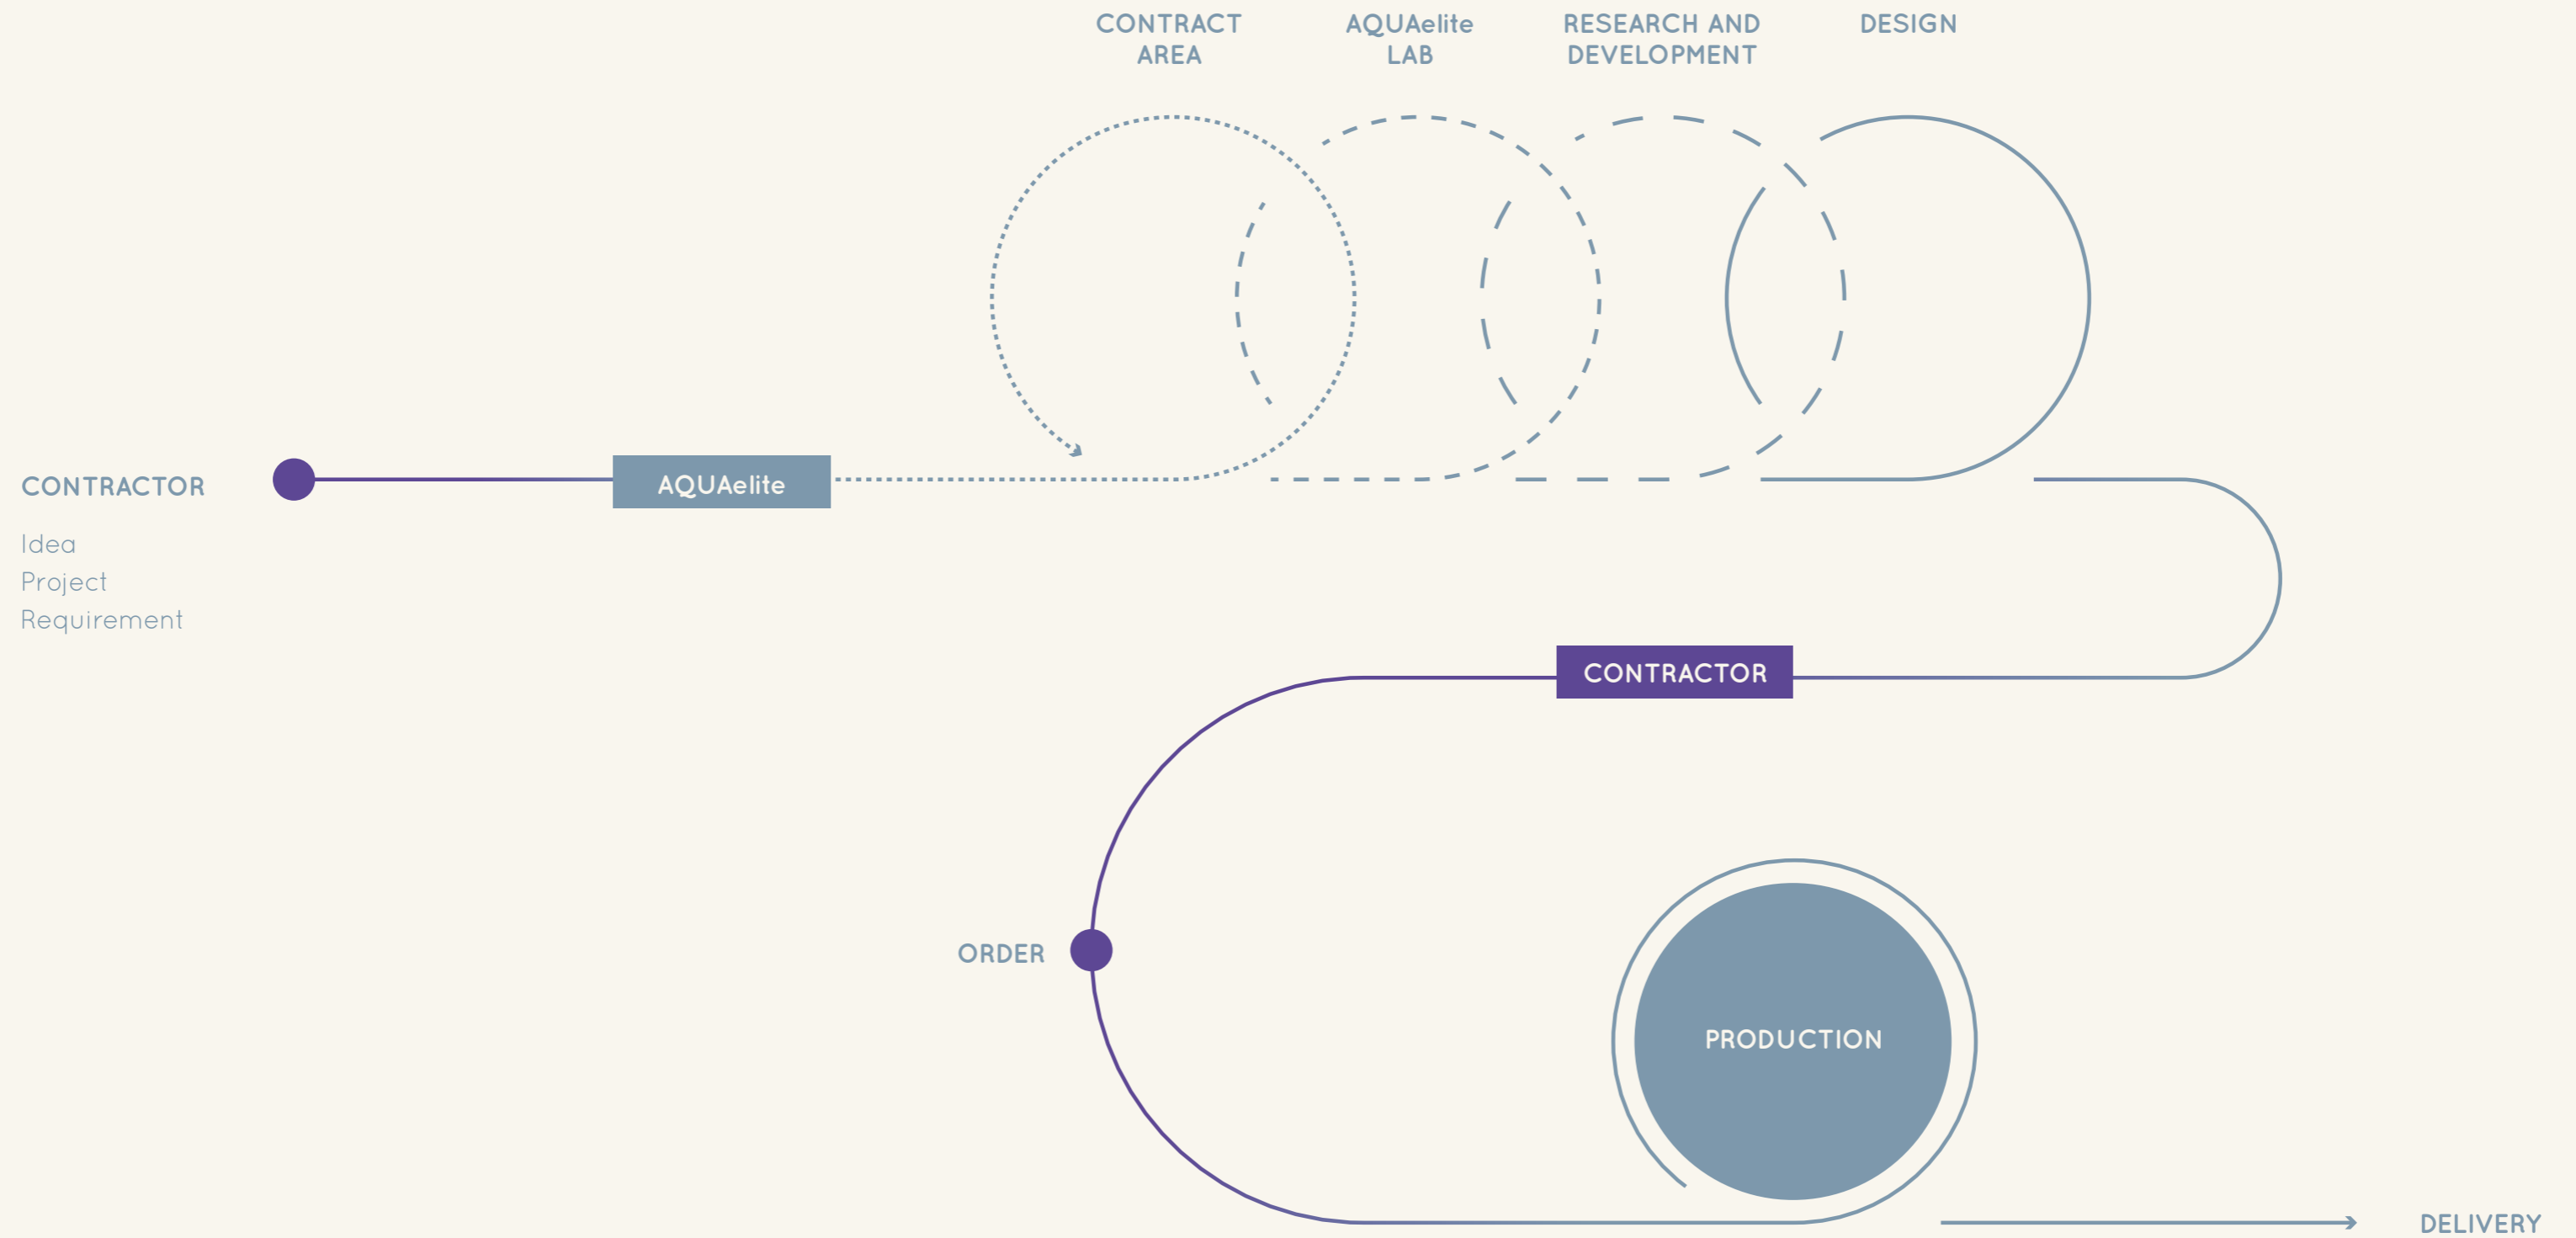 CONTRACT
AREA
AQUAelite
LAB
RESEARCH AND
DEVELOPMENT
DESIGN
CONTRACTOR
Idea
Project
Requirement
AQUAelite
CONTRACTOR
ORDER
PRODUCTION
DELIVERY